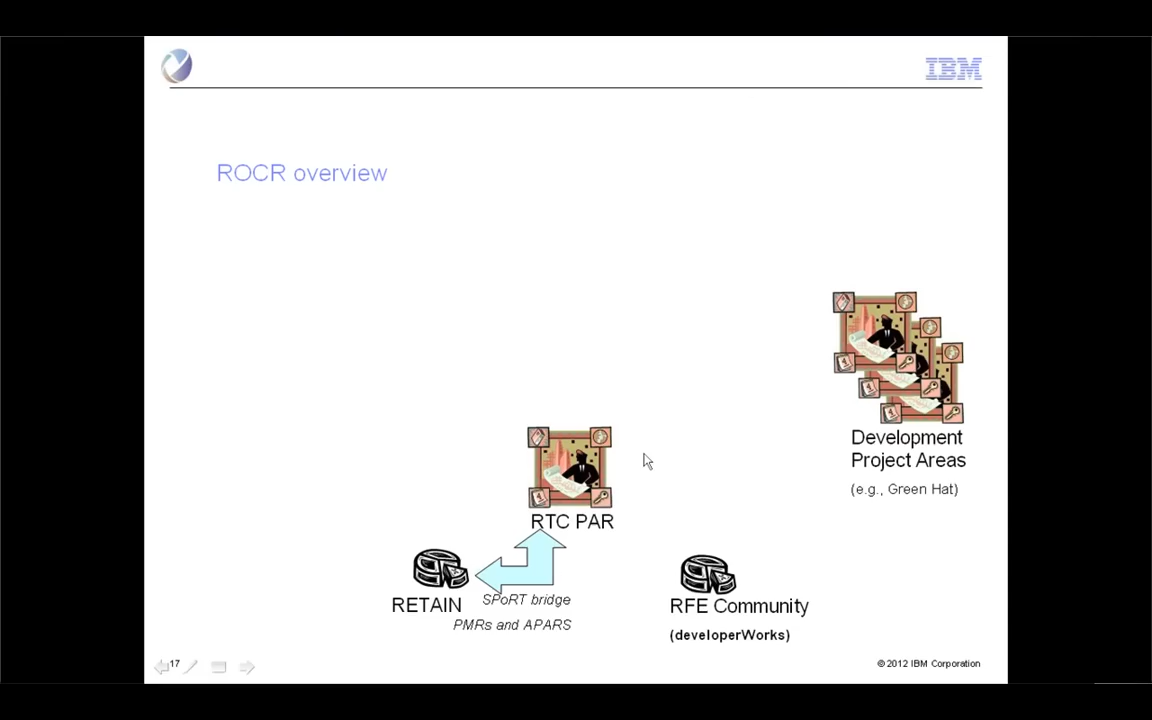 IBM
ROCR overview
Development
Project Areas
(e.g., Green Hat)
RTC PAR
RETAIN
SPoRT bridge
PMRs and APARS
RFE Community
(developerWorks)
17
© 2012 IBM Corporation